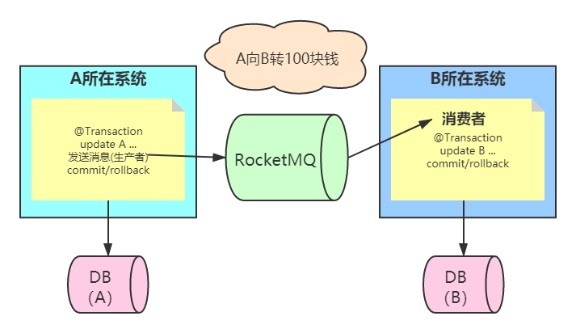 A向B转100块钱
A所在系统
@Transaction
update A ...
发送消息(生产者)
commit/rollback
RocketMQ
B所在系统
消费者
@Transaction
update B ...
commit/rollback
DB
（A）
DB
（B）